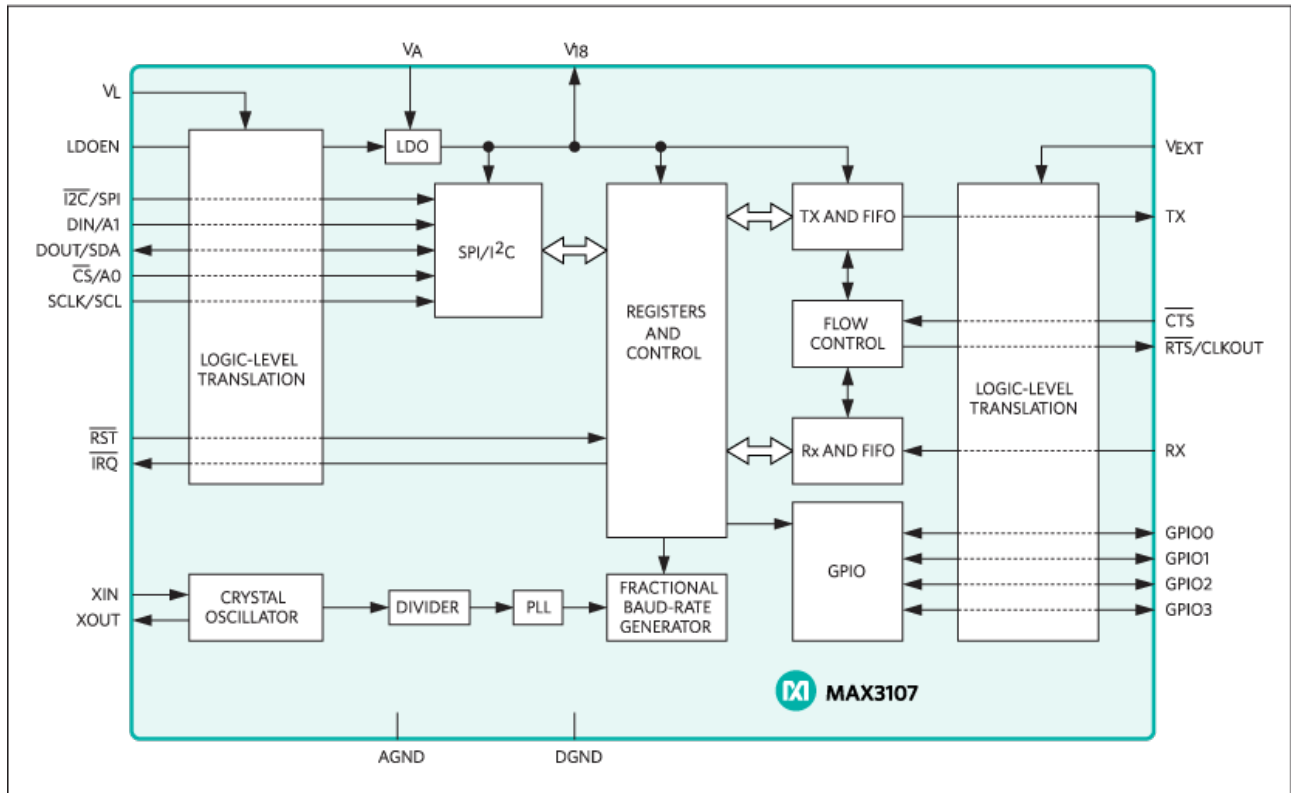 VA
V18
VL
LDOEN
LDO
VEXT
I2C/SPI
DIN/A1
DOUT/SDA
CS/A0
SCLK/SCL
SPI/I²C
TX AND FIFO
TX
REGISTERS
AND
CONTROL
FLOW
CONTROL
CTS
RTS/CLKOUT
LOGIC-LEVEL
TRANSLATION
LOGIC-LEVEL
TRANSLATION
RST
IRQ
Rx AND FIFO
RX
GPIO
GPIO0
GPIO1
GPIO2
GPIO3
XIN
XOUT
CRYSTAL
OSCILLATOR
DIVIDER
PLL
FRACTIONAL
BAUD-RATE
GENERATOR
MAX3107
AGND
DGND